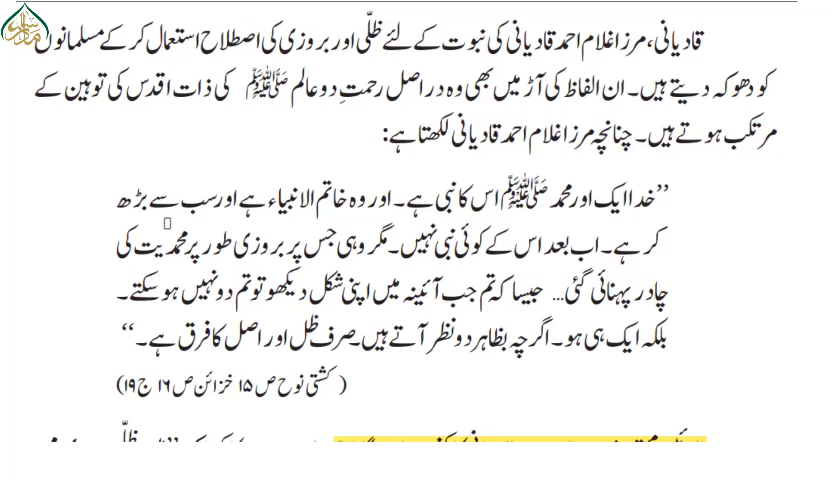 قادیانی، مرزا غلام احمد قادیانی کی نبوت کے لئے ظلّی اور بروزی کی اصطلاح استعمال کر کے مسلمانوں
کو دھوکہ دیتے ہیں۔ ان الفاظ کی آڑ میں بھی وہ در اصل رحمتِ دو عالم ﷺ کی ذات اقدس کی توہین کے
مرتکب ہوتے ہیں۔ چنانچہ مرزا غلام احمد قادیانی لکھتا ہے:
’’خدا ایک اور محمد ﷺ اس کا نبی ہے۔ اور وہ خاتم الانبیاء ہے اور سب سے بڑھ
کر ہے۔ اب بعد اس کے کوئی نبی نہیں۔ مگر وہی جس پر بروزی طور پر محمدیت کی
چادر پہنائی گئی... جیسا کہ تم جب آئینہ میں اپنی شکل دیکھو تو تم دو نہیں ہو سکتے۔
بلکہ ایک ہی ہو۔ اگرچہ بظاہر دو نظر آتے ہیں۔ صرف ظل اور اصل کا فرق ہے۔‘‘
(کشتی نوح ص ۱۵ خزائن ص ۱۶ ج ۱۹)